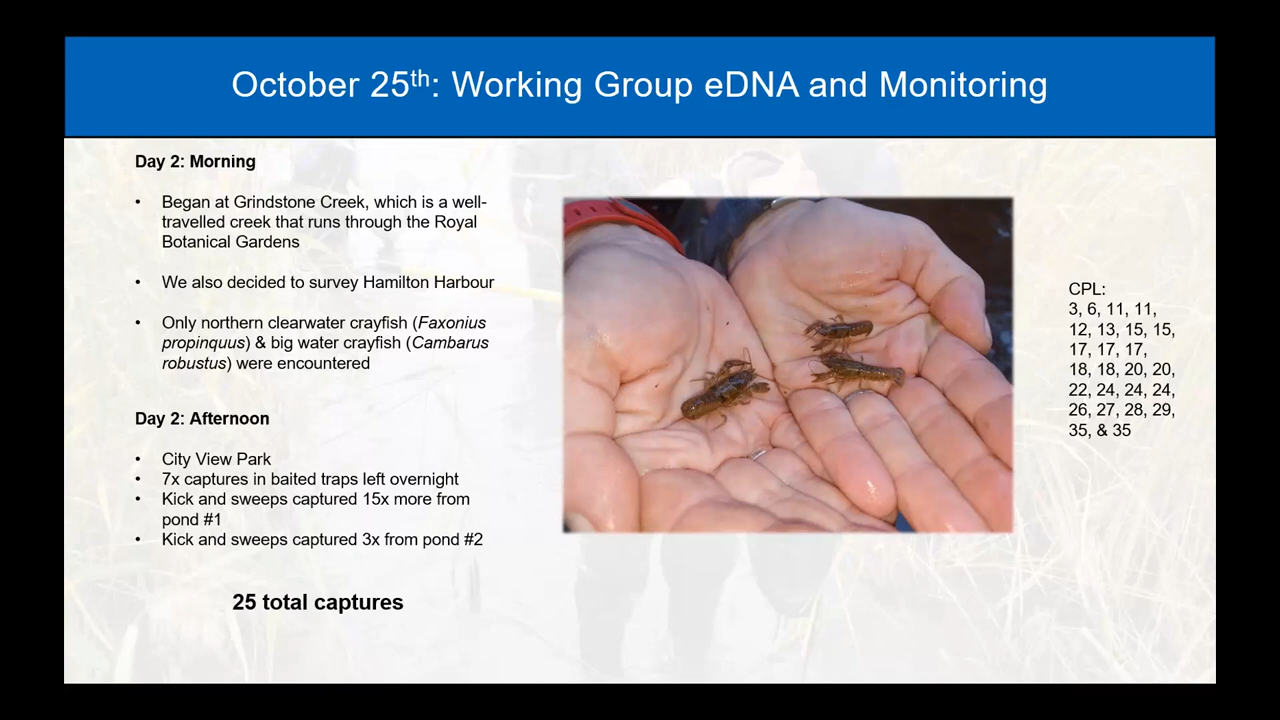 October 25th: Working Group eDNA and Monitoring
Day 2: Morning
• Began at Grindstone Creek, which is a well-
travelled creek that runs through the Royal
Botanical Gardens
• We also decided to survey Hamilton Harbour
• Only northern clearwater crayfish (Faxonius
propinquus) & big water crayfish (Cambarus
robustus) were encountered
Day 2: Afternoon
• City View Park
• 7x captures in baited traps left overnight
• Kick and sweeps captured 15x more from
pond #1
• Kick and sweeps captured 3x from pond #2
25 total captures
CPL:
3, 6, 11, 11,
12, 13, 15, 15,
17, 17, 17,
18, 18, 20, 20,
22, 24, 24, 24,
26, 27, 28, 29,
35, & 35